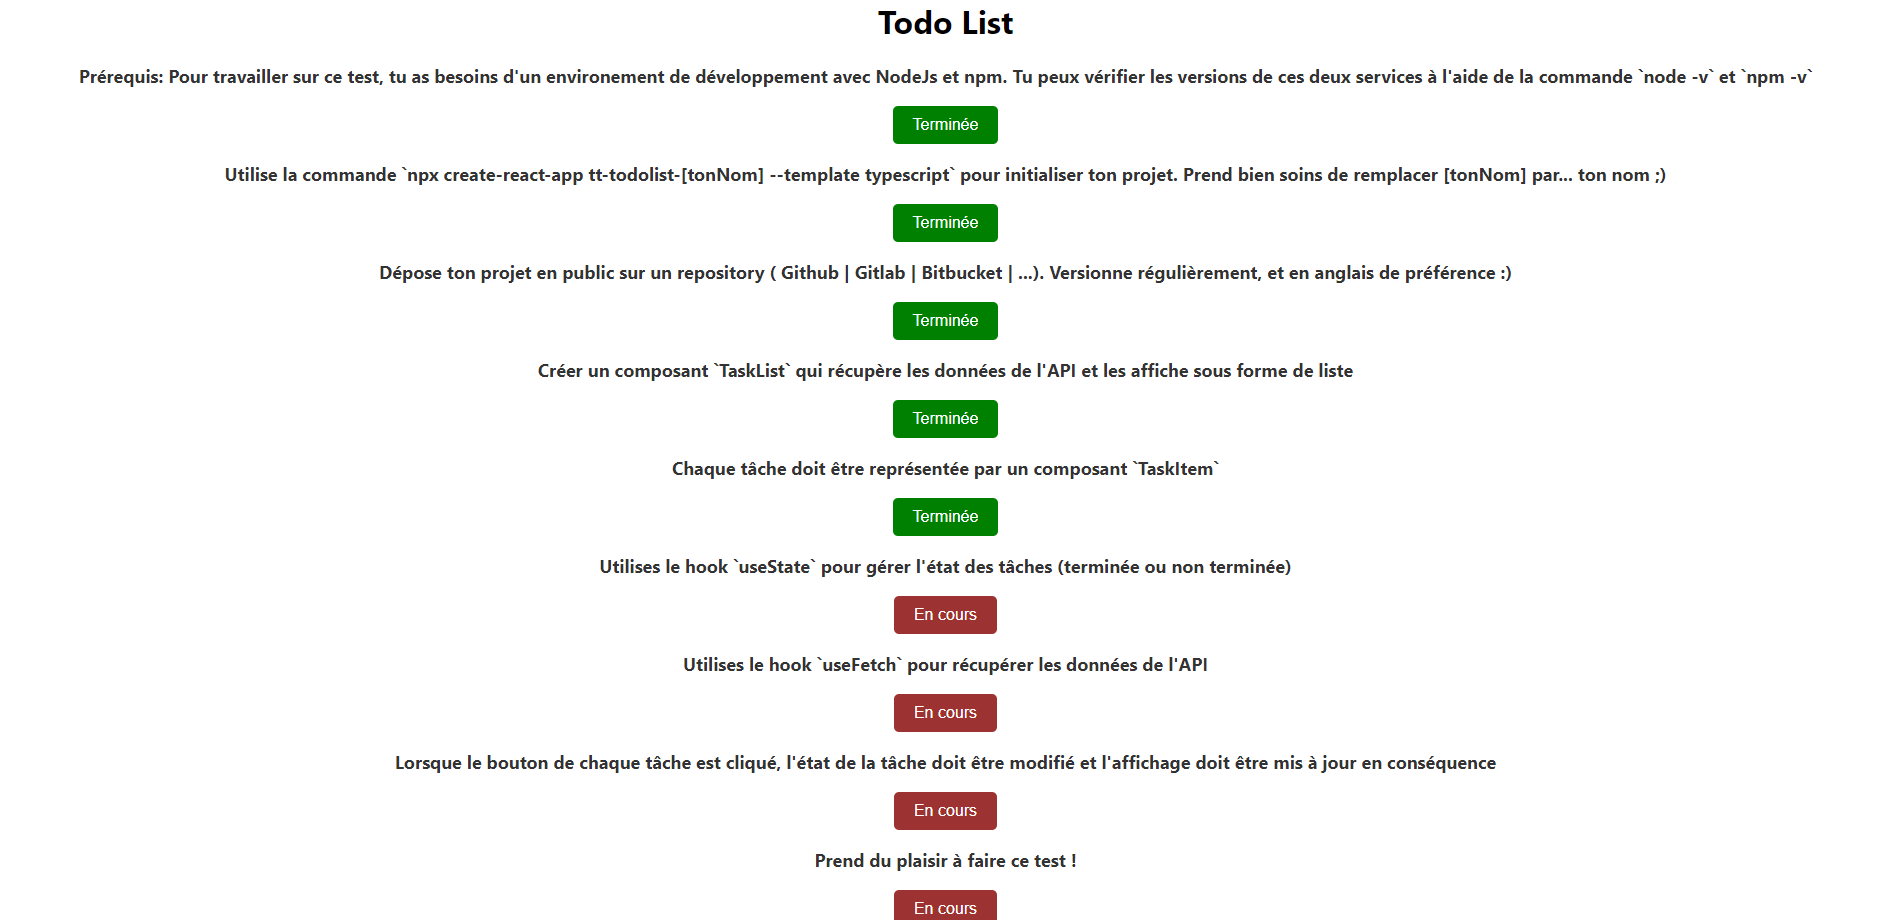 Todo List
Prérequis: Pour travailler sur ce test, tu as besoins d'un environement de développement avec NodeJs et npm. Tu peux vérifier les versions de ces deux services à l'aide de la commande `node -v` et `npm -v`
Terminée
Utilise la commande `npx create-react-app tt-todolist-[tonNom] --template typescript` pour initialiser ton projet. Prend bien soins de remplacer [tonNom] par... ton nom ;)
Terminée
Dépose ton projet en public sur un repository ( Github | Gitlab | Bitbucket | ...). Versionne régulièrement, et en anglais de préférence :)
Terminée
Créer un composant `TaskList` qui récupère les données de l'API et les affiche sous forme de liste
Terminée
Chaque tâche doit être représentée par un composant `TaskItem`
Terminée
Utilises le hook `useState` pour gérer l'état des tâches (terminée ou non terminée)
En cours
Utilises le hook `useFetch` pour récupérer les données de l'API
En cours
Lorsque le bouton de chaque tâche est cliqué, l'état de la tâche doit être modifié et l'affichage doit être mis à jour en conséquence
En cours
Prend du plaisir à faire ce test !
En cours